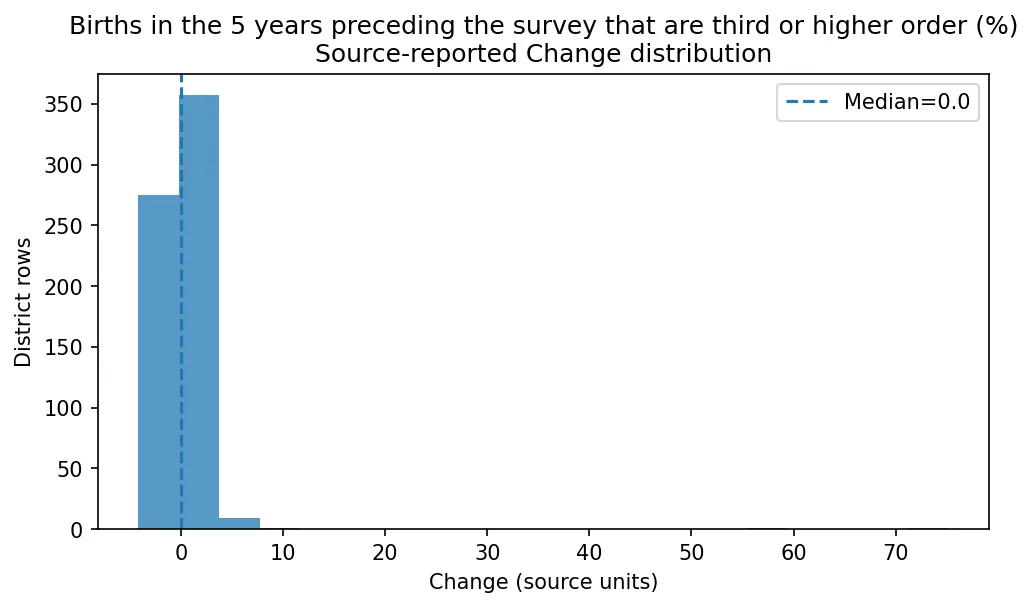 Births in the 5 years preceding the survey that are third or higher order (%)
Source-reported Change distribution
Median=0.0
350
300
250
200
150
100
50
0
District rows
0 10 20 30 40 50 60 70
Change (source units)